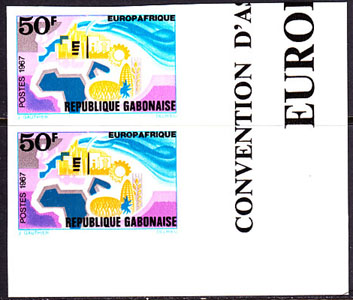 50F EUROPAFRIQUE
POSTES 1967
REPUBLIQUE GABONAISE
50F EUROPAFRIQUE
POSTES 1967
REPUBLIQUE GABONAISE
CONVENTION D'AS
EURO